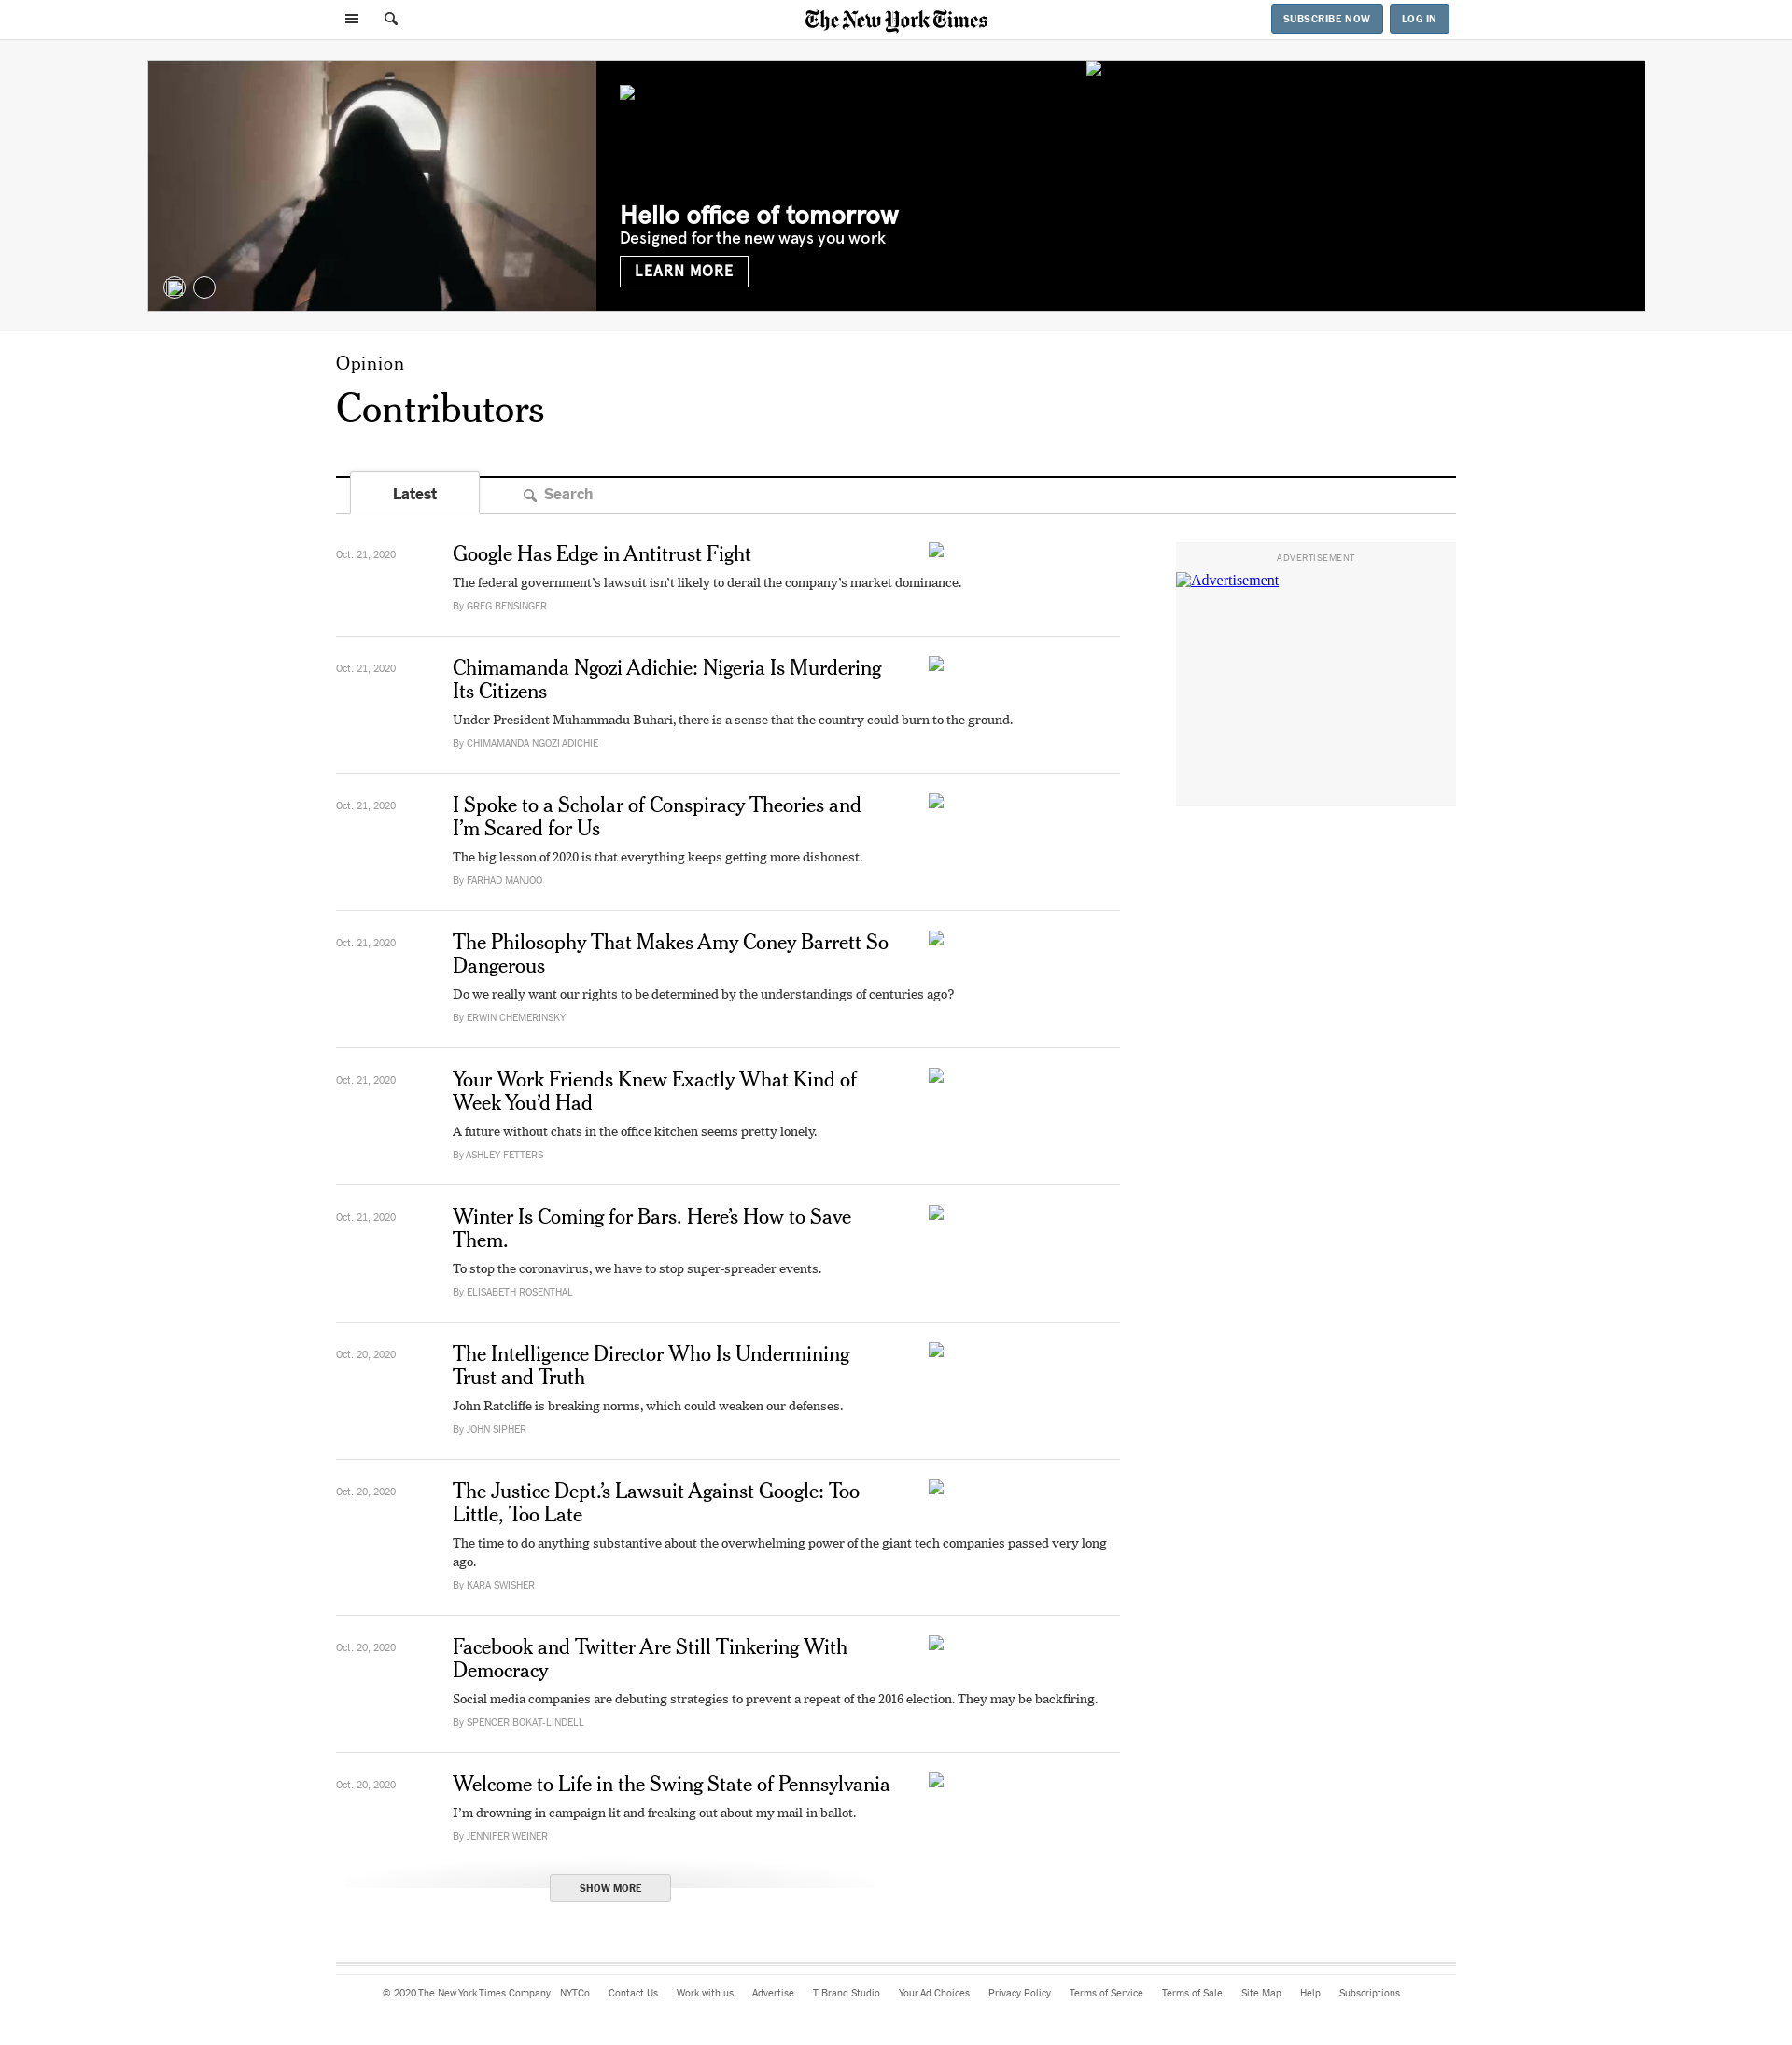 The New York Times
SUBSCRIBE NOW
LOG IN
Hello office of tomorrow
Designed for the new ways you work
LEARN MORE
Opinion
Contributors
Latest
Search
Oct. 21, 2020
Google Has Edge in Antitrust Fight
The federal government’s lawsuit isn’t likely to derail the company’s market dominance.
By GREG BENSINGER
ADVERTISEMENT
Advertisement
Oct. 21, 2020
Chimamanda Ngozi Adichie: Nigeria Is Murdering
Its Citizens
Under President Muhammadu Buhari, there is a sense that the country could burn to the ground.
By CHIMAMANDA NGOZI ADICHIE
Oct. 21, 2020
I Spoke to a Scholar of Conspiracy Theories and
I’m Scared for Us
The big lesson of 2020 is that everything keeps getting more dishonest.
By FARHAD MANJOO
Oct. 21, 2020
The Philosophy That Makes Amy Coney Barrett So
Dangerous
Do we really want our rights to be determined by the understandings of centuries ago?
By ERWIN CHEMERINSKY
Oct. 21, 2020
Your Work Friends Knew Exactly What Kind of
Week You’d Had
A future without chats in the office kitchen seems pretty lonely.
By ASHLEY FETTERS
Oct. 21, 2020
Winter Is Coming for Bars. Here’s How to Save
Them.
To stop the coronavirus, we have to stop super-spreader events.
By ELISABETH ROSENTHAL
Oct. 20, 2020
The Intelligence Director Who Is Undermining
Trust and Truth
John Ratcliffe is breaking norms, which could weaken our defenses.
By JOHN SIPHER
Oct. 20, 2020
The Justice Dept.’s Lawsuit Against Google: Too
Little, Too Late
The time to do anything substantive about the overwhelming power of the giant tech companies passed very long
ago.
By KARA SWISHER
Oct. 20, 2020
Facebook and Twitter Are Still Tinkering With
Democracy
Social media companies are debuting strategies to prevent a repeat of the 2016 election. They may be backfiring.
By SPENCER BOKAT-LINDELL
Oct. 20, 2020
Welcome to Life in the Swing State of Pennsylvania
I’m drowning in campaign lit and freaking out about my mail-in ballot.
By JENNIFER WEINER
SHOW MORE
© 2020 The New York Times Company NYTCo Contact Us Work with us Advertise T Brand Studio Your Ad Choices Privacy Policy Terms of Service Terms of Sale Site Map Help Subscriptions